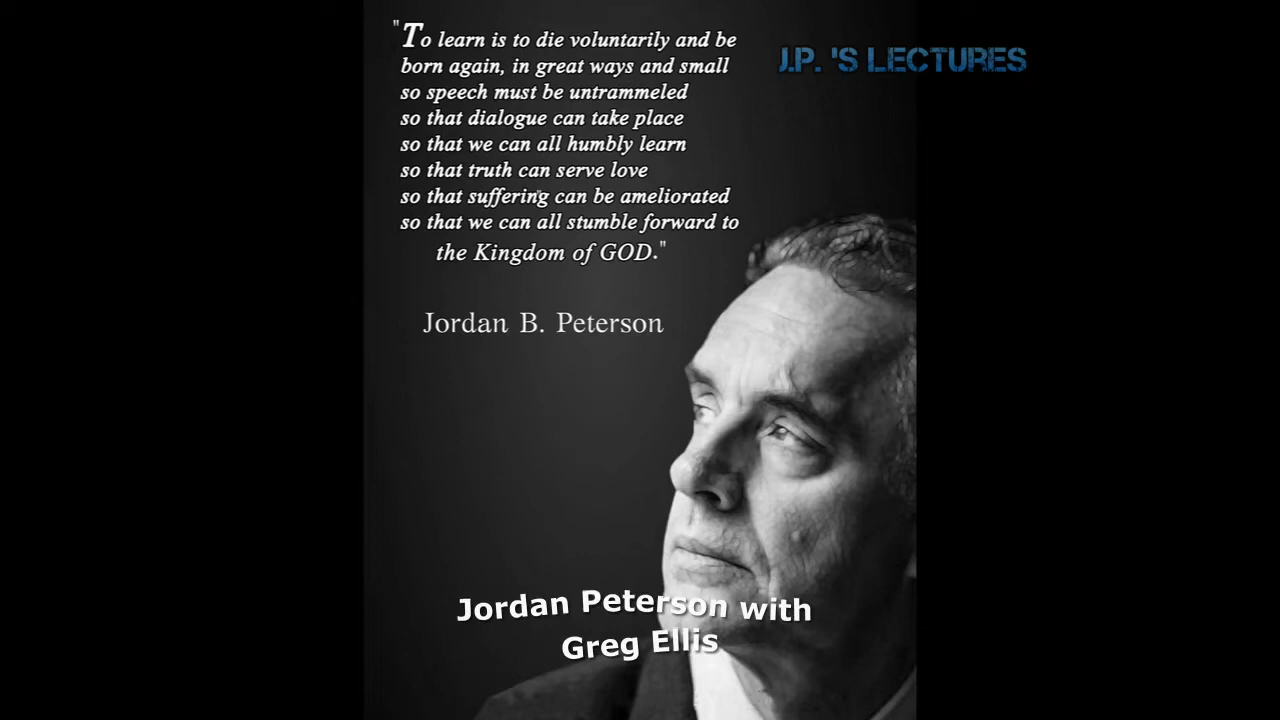 "To learn is to die voluntarily and be
born again, in great ways and small
so speech must be untrammeled
so that dialogue can take place
so that we can all humbly learn
so that truth can serve love
so that suffering can be ameliorated
so that we can all stumble forward to
the Kingdom of GOD."
Jordan B. Peterson
J.P. 'S LECTURES
Jordan Peterson with
Greg Ellis